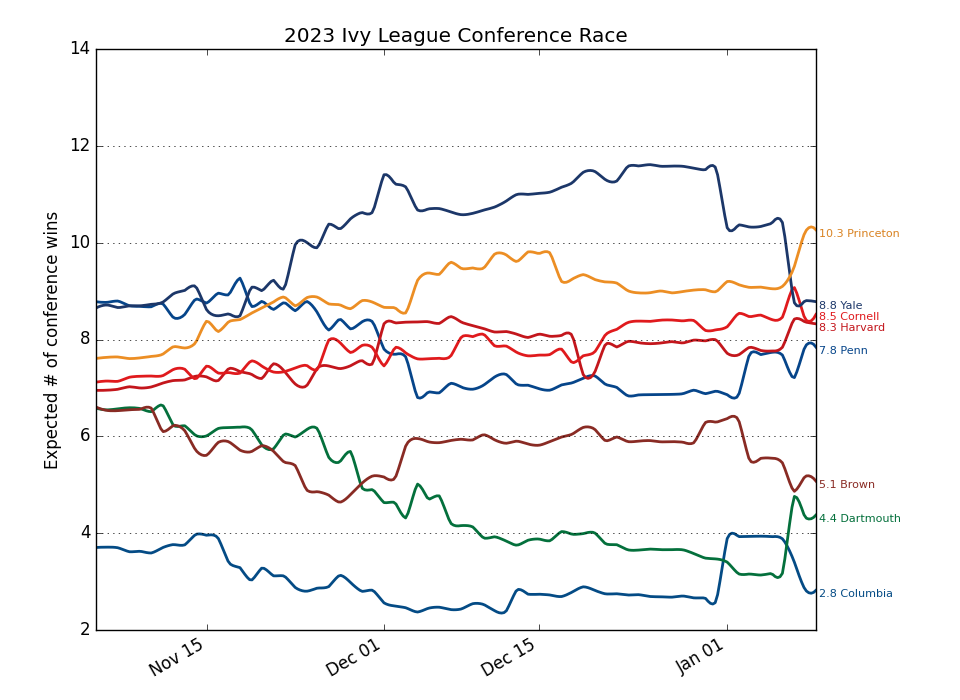 2023 Ivy League Conference Race
Expected # of conference wins
14
12
10
8
6
4
2
Nov 15
Dec 01
Dec 15
Jan 01
10.3 Princeton
8.8 Yale
8.5 Cornell
8.3 Harvard
7.8 Penn
5.1 Brown
4.4 Dartmouth
2.8 Columbia